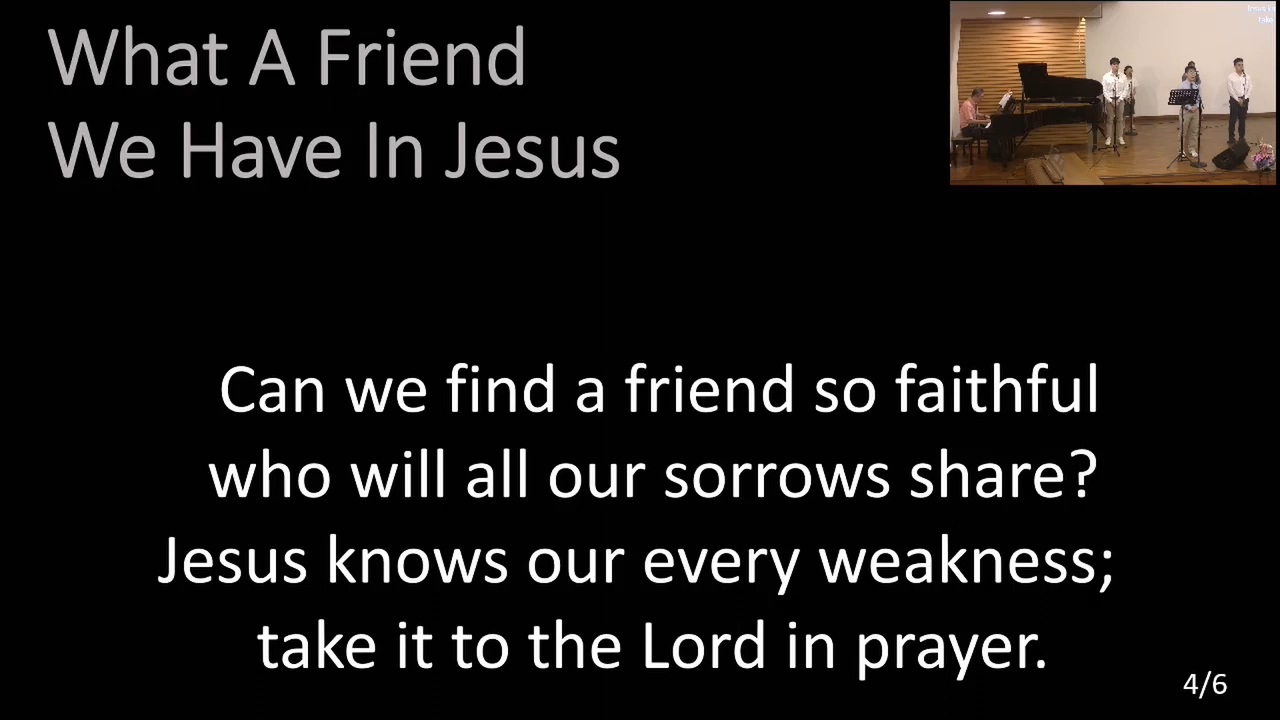 What A Friend
We Have In Jesus
Can we find a friend so faithful
who will all our sorrows share?
Jesus knows our every weakness;
take it to the Lord in prayer.
4/6